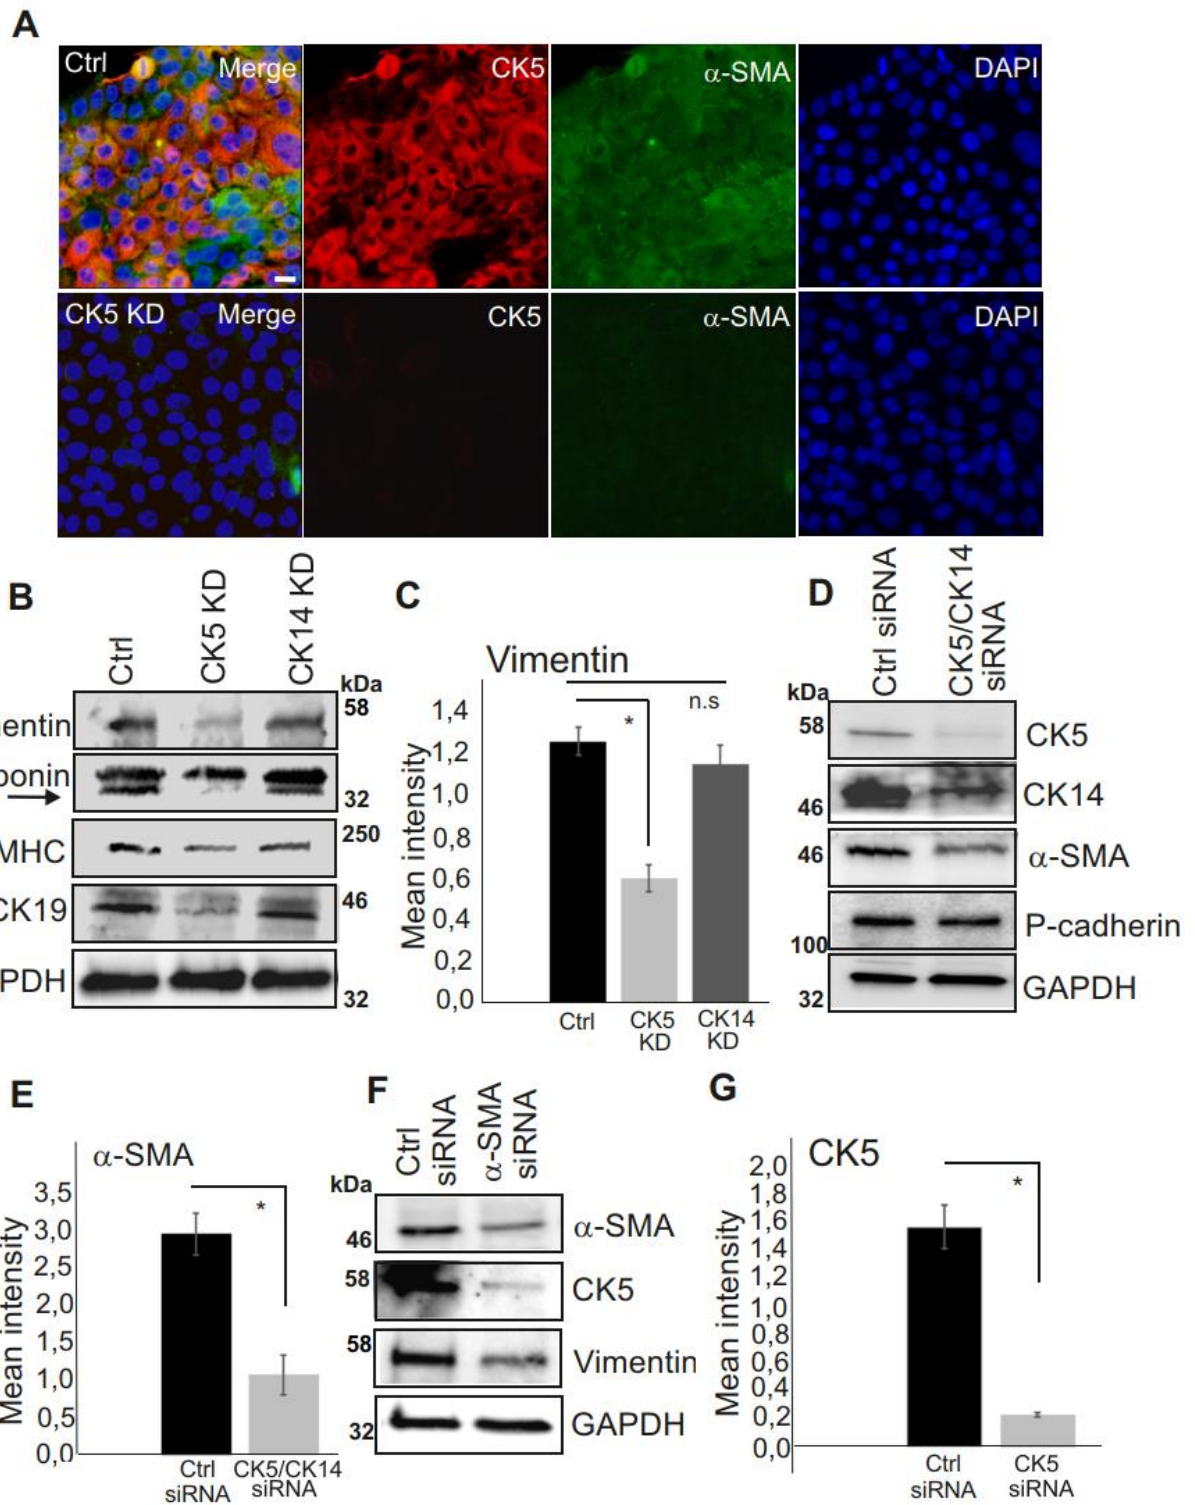 A
Ctrl
Merge
CK5
α-SMA
DAPI
CK5 KD
Merge
CK5
α-SMA
DAPI
B
Ctrl
CK5 KD
CK14 KD
kDa
58
32
250
46
32
entin
ponin
MHC
CK19
PDH
C
Vimentin
n.s
*
Mean intensity
1,4
1,2
1,0
0,8
0,6
0,4
0,2
0,0
Ctrl
CK5
KD
CK14
KD
D
Ctrl siRNA
CK5/CK14
siRNA
kDa
58
CK5
46
CK14
46
α-SMA
P-cadherin
100
32
GAPDH
E
α-SMA
*
Mean intensity
3,5
3,0
2,5
2,0
1,5
1,0
0,5
0,0
Ctrl
siRNA
CK5/CK14
siRNA
F
Ctrl
siRNA
α-SMA
siRNA
kDa
46
α-SMA
58
CK5
58
Vimentin
32
GAPDH
G
CK5
*
Mean intensity
2,0
1,8
1,6
1,4
1,2
1,0
0,8
0,6
0,4
0,2
0,0
Ctrl
siRNA
CK5
siRNA